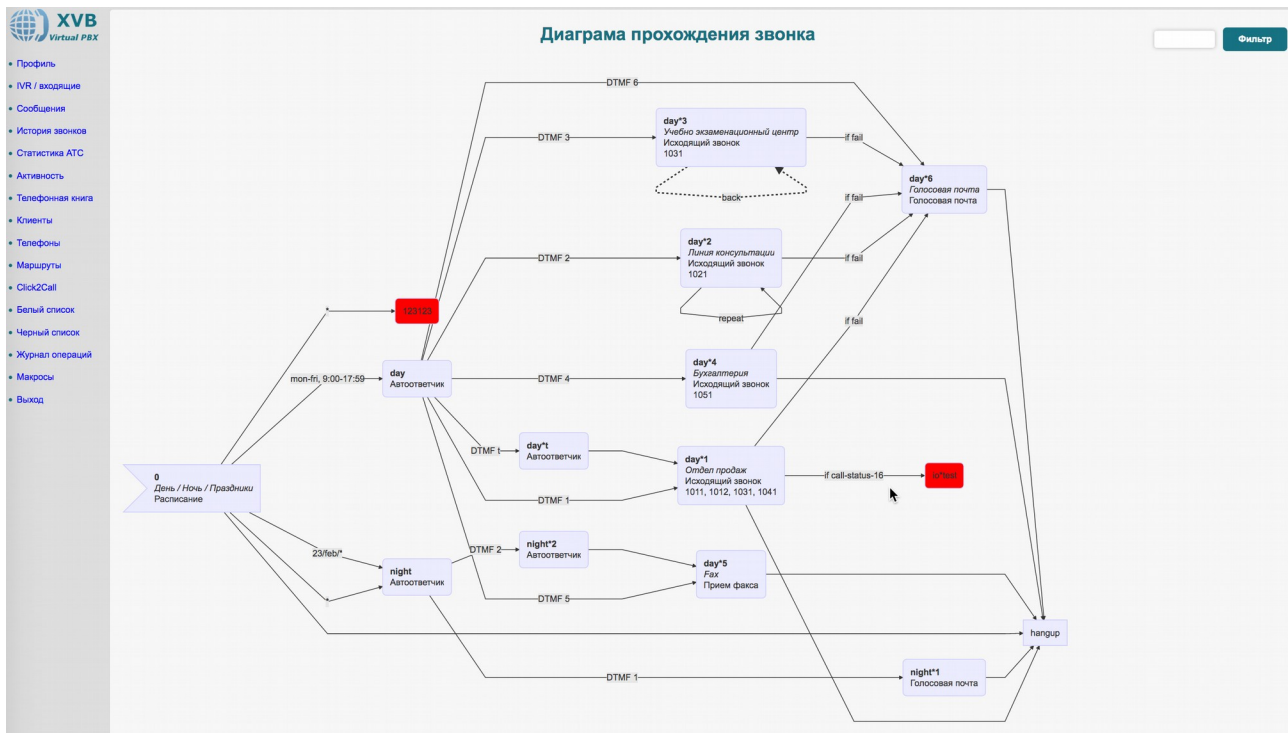 XVB
Virtual PBX
Профиль
IVR / входящие
Сообщения
История звонков
Статистика АТС
Активность
Телефонная книга
Клиенты
Телефоны
Маршруты
Click2Call
Белый список
Черный список
Журнал операций
Макросы
Выход
Диаграма прохождения звонка
Фильтр
DTMF 6
day*3
Учебно экзаменационный центр
Исходящий звонок
1031
DTMF 3
if fail
back
day*6
Голосовая почта
Голосовая почта
if fail
day*2
Линия консультации
Исходящий звонок
1021
DTMF 2
if fail
repeat
if fail
*
123123
mon-fri, 9:00-17:59
day
Автоответчик
DTMF 4
day*4
Бухгалтерия
Исходящий звонок
1051
DTMF t
day*t
Автоответчик
day*1
Отдел продаж
Исходящий звонок
1011, 1012, 1031, 1041
if call-status-16
DTMF 1
0
День / Ночь / Праздники
Расписание
23/feb/*
*
night
Автоответчик
DTMF 2
night*2
Автоответчик
day*5
Fax
Прием факса
DTMF 5
hangup
DTMF 1
night*1
Голосовая почта